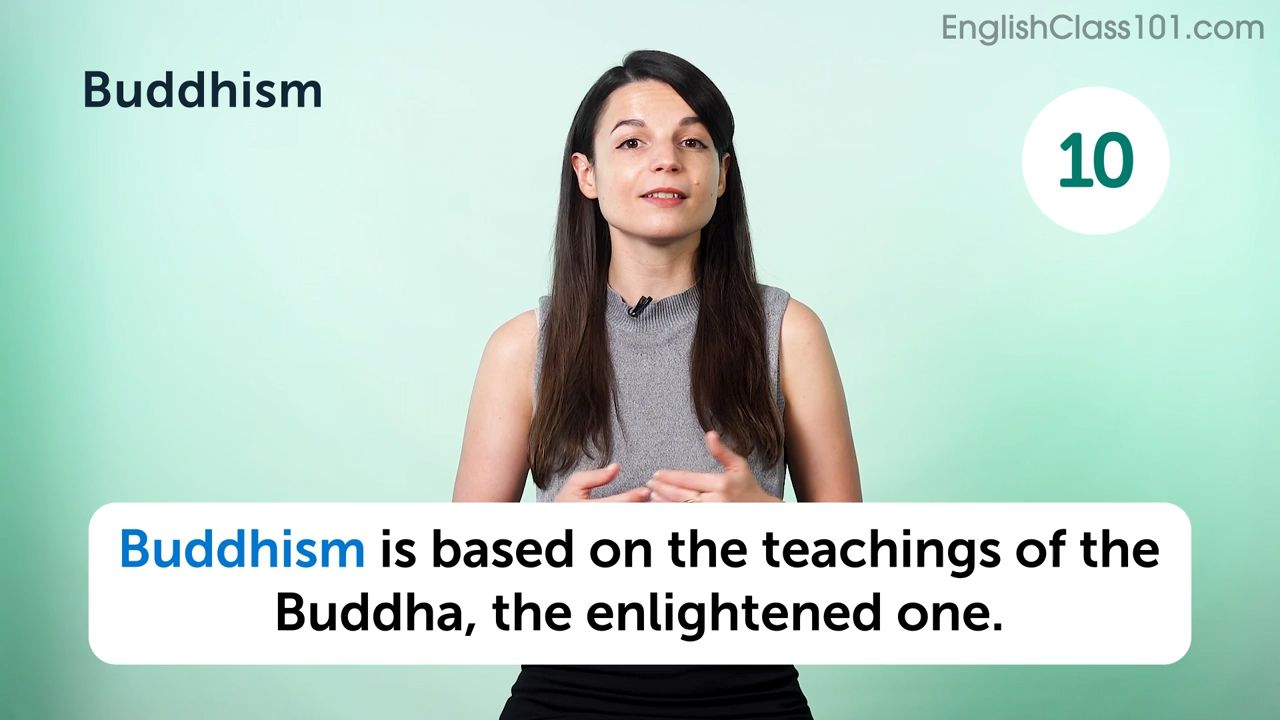 EnglishClass101.com
Buddhism
10
Buddhism is based on the teachings of the
Buddha, the enlightened one.